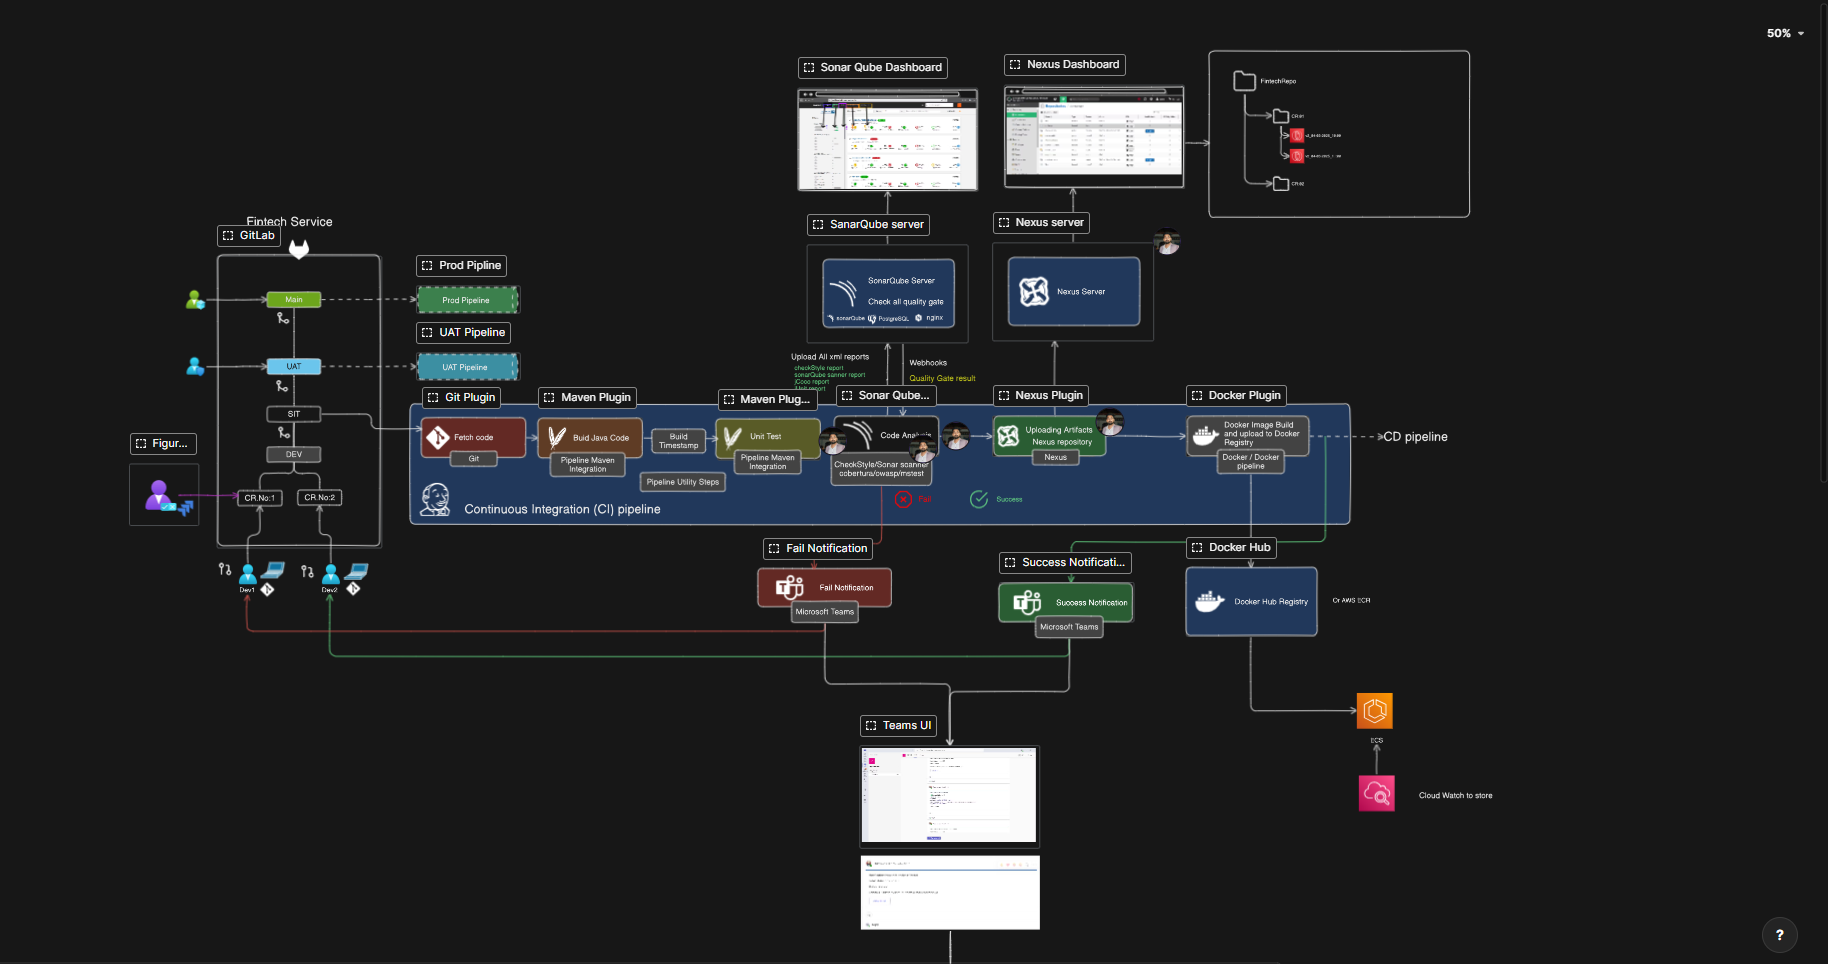 50%
Sonar Qube Dashboard
Nexus Dashboard
FintechRepo
CR:01
CR:02
Fintech Service
GitLab
SanarQube server
Nexus server
Prod Pipline
SonarQube Server
Check all quality gate
sonarQube
PostgreSQL
nginx
Nexus Server
Main
Prod Pipeline
UAT Pipeline
UAT
UAT Pipeline
Upload All xml reports
checkStyle report
sonarQube sanner report
Webhooks
Quality Gate result
Git Plugin
Maven Plugin
Maven Plug...
Sonar Qube...
Nexus Plugin
Docker Plugin
SIT
Fetch code
Git
Buid Java Code
Pipeline Maven
Integration
Build
Timestamp
Unit Test
Pipeline Maven
Integration
Pipeline Utility Steps
CheokStyle/Sonar scanner
cobertura/owasp/mstest
Uploading Artifacts
Nexus repository
Nexus
Docker Image Build
and upload to Docker
Registry
Docker / Docker
pipeline
CD pipeline
Figur...
DEV
CR.No:1
CR.No:2
Fail
Success
Continuous Integration (CI) pipeline
Fail Notification
Success Notificati...
Docker Hub
Dev1
Dev2
Fail Notification
Microsoft Teams
Success Notification
Microsoft Teams
Docker Hub Registry
Or AWS ECR
Teams UI
ECS
Cloud Watch to store
?